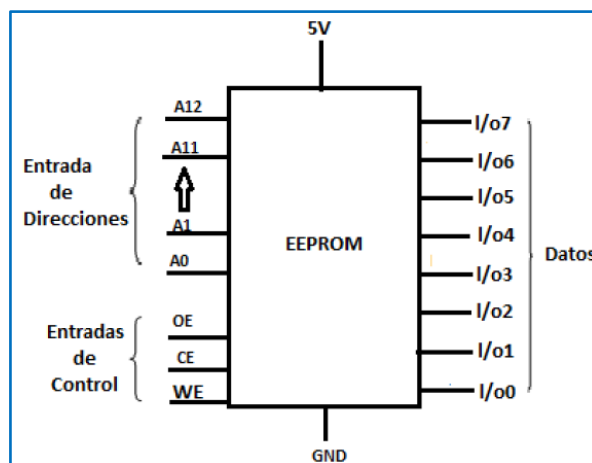 5V
A12
A11
Entrada
de
Direcciones
A1
A0
Entradas
de
Control
OE
CE
WE
EEPROM
I/o7
I/o6
I/o5
I/o4
I/o3
I/o2
I/o1
I/o0
Datos
GND